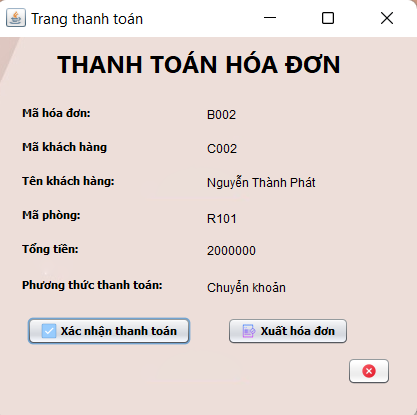 Trang thanh toán
THANH TOÁN HÓA ĐƠN
Mã hóa đơn: B002
Mã khách hàng C002
Tên khách hàng: Nguyễn Thành Phát
Mã phòng: R101
Tổng tiền: 2000000
Phương thức thanh toán: Chuyển khoản
Xác nhận thanh toán Xuất hóa đơn